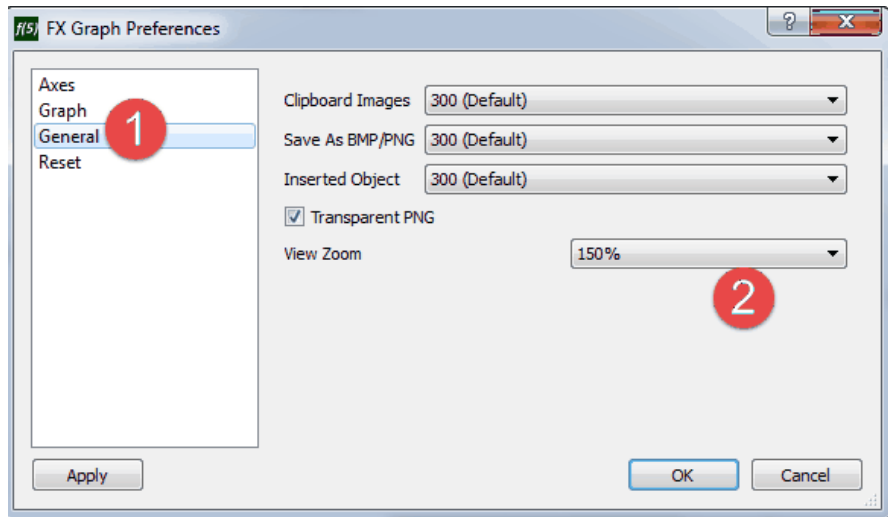 f(5) FX Graph Preferences
?
X
Axes
Graph
General
Reset
1
Clipboard Images 300 (Default)
Save As BMP/PNG 300 (Default)
Inserted Object 300 (Default)
Transparent PNG
View Zoom 150%
2
Apply
OK
Cancel